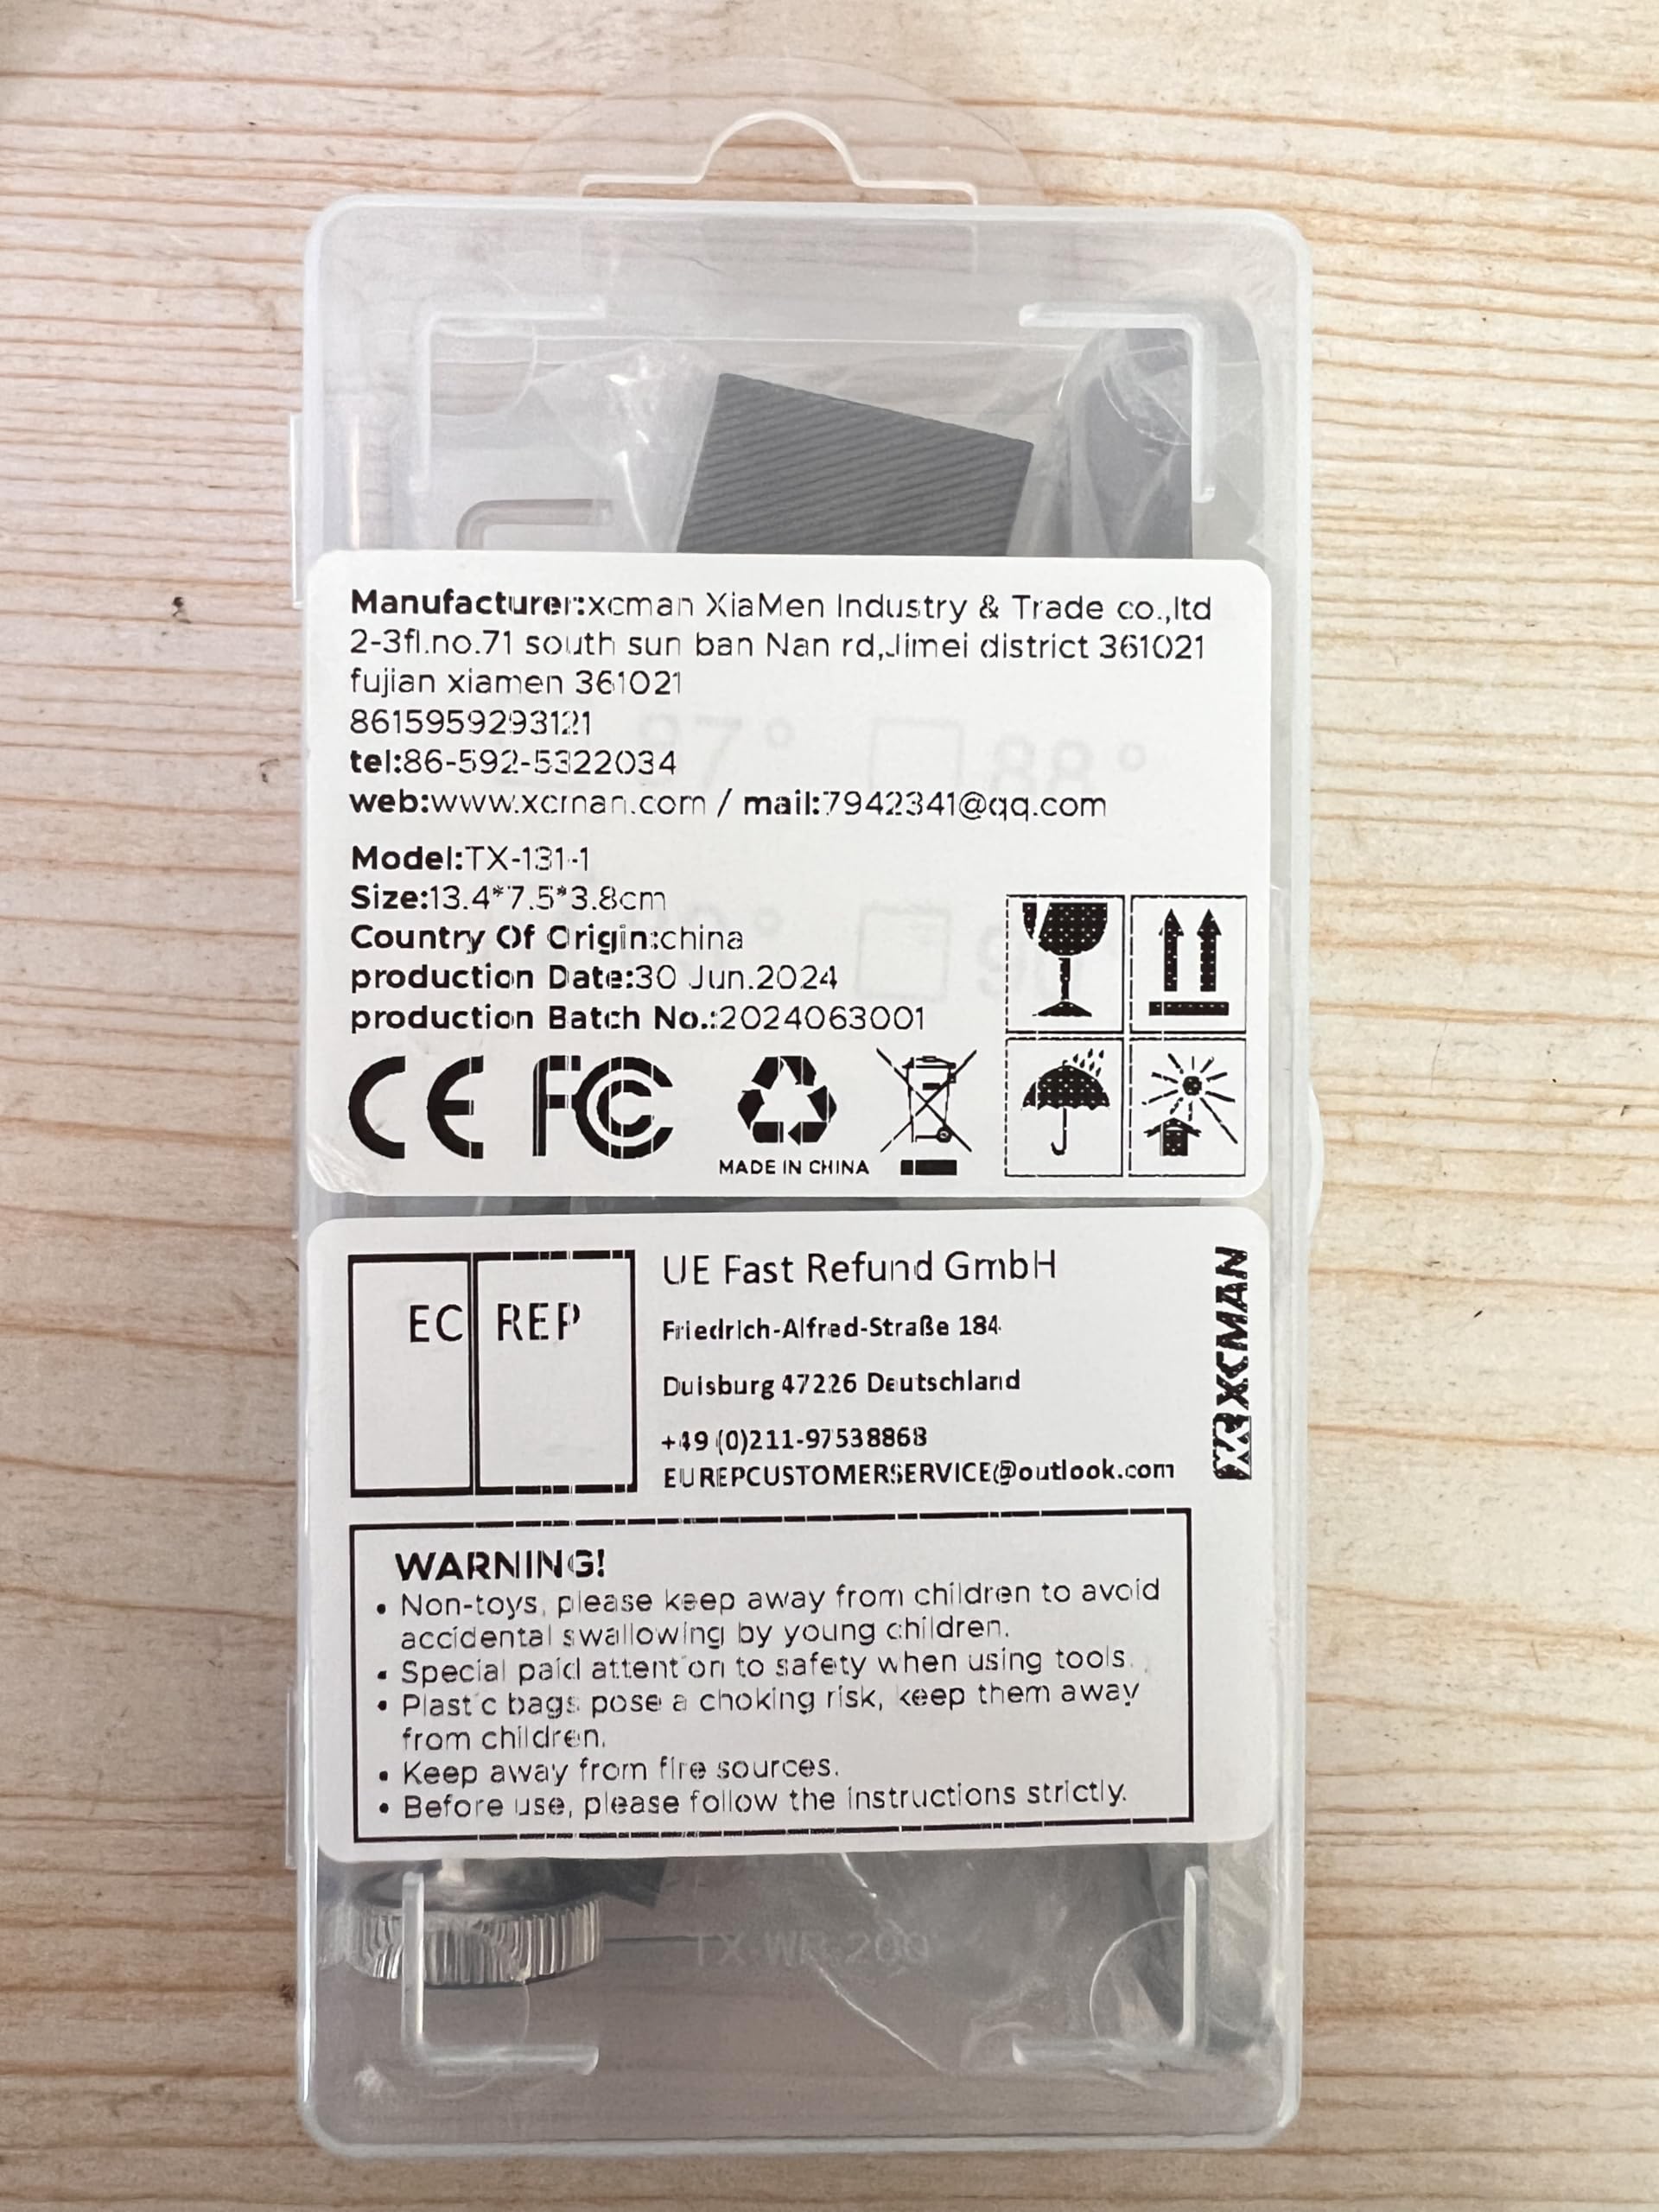 Manufacturer:xcman XiaMen Industry & Trade co.,ltd
2-3fl.no.71 south sun ban Nan rd,Jimei district 361021
fujian xiamen 361021
8615959293121
tel:86-592-5322034
web:www.xcman.com / mail:7942341@qq.com
Model:TX-131-1
Size:13.4*7.5*3.8cm
Country Of Origin:china
production Date:30 Jun.2024
production Batch No.:2024063001
CE FC
MADE IN CHINA
EC REP
UE Fast Refund GmbH
Friedrich-Alfred-Straße 184
Duisburg 47226 Deutschland
+49 (0)211-97538868
EUREPCUSTOMERSERVICE@outlook.com
XCMAN
WARNING!
• Non-toys, please keep away from children to avoid
accidental swallowing by young children.
• Special paid attention to safety when using tools.
• Plastic bags pose a choking risk, keep them away
from children.
• Keep away from fire sources.
• Before use, please follow the instructions strictly.
87° 88°